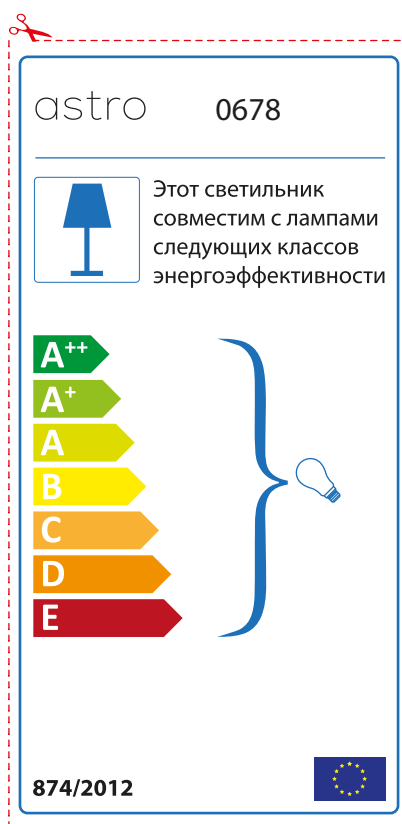 astro 0678
Этот светильник
совместим с лампами
следующих классов
энергоэффективности
A++
A+
A
B
C
D
E
874/2012